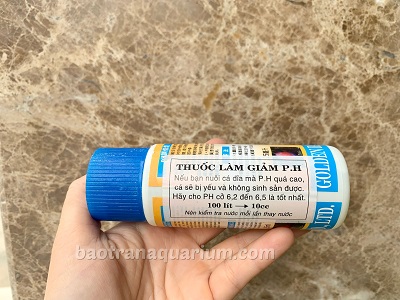 THUỐC LÀM GIẢM P.H
Nếu bạn nuôi cá dĩa mà P.H quá cao,
cá sẽ bị yếu và không sinh sản được.
Hãy cho PH cỡ 6,2 đến 6,5 là tốt nhất.
100 lít → 10cc
Nên kiểm tra nước mỗi lần thay nước
LTD.
baotranaquarium.com